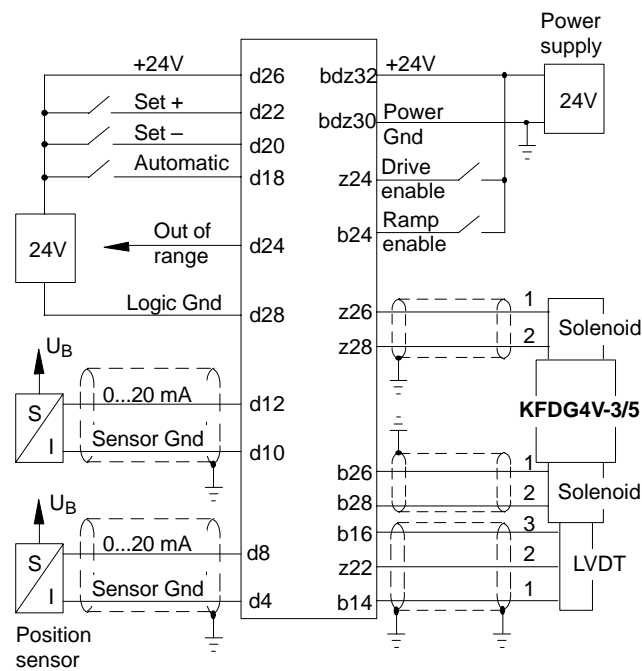 Power
supply
24V
+24V
d26
bdz32
+24V
Set +
d22
Set –
d20
bdz30
Power
Gnd
Automatic
d18
z24
Drive
enable
24V
Out of
range
d24
b24
Ramp
enable
Logic Gnd
d28
z26
1
Solenoid
z28
2
UB
S
I
0...20 mA
d12
Sensor Gnd
d10
KFDG4V-3/5
b26
1
Solenoid
b28
2
UB
S
I
0...20 mA
d8
Sensor Gnd
d4
b16
3
LVDT
z22
2
b14
1
Position
sensor